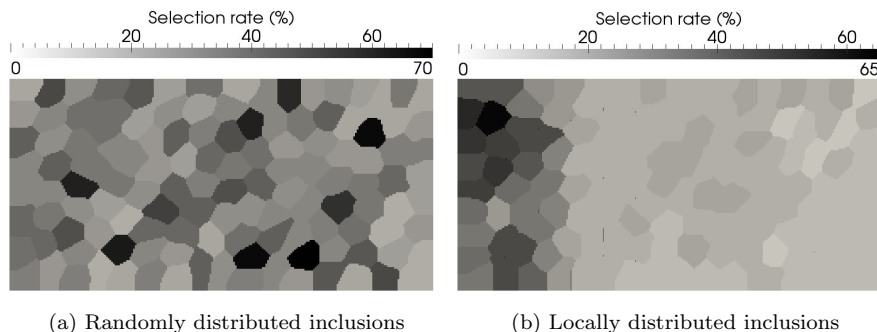 Selection rate (%)
20 40 60
0 70
Selection rate (%)
20 40 60
0 65
(a) Randomly distributed inclusions
(b) Locally distributed inclusions